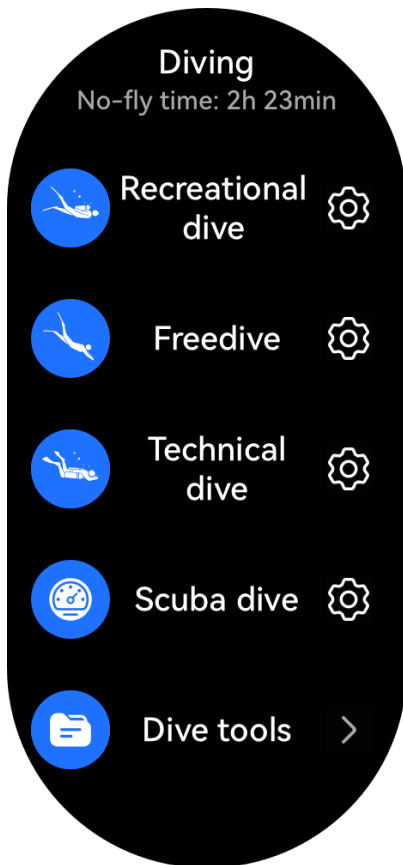 Diving
No-fly time: 2h 23min
Recreational
dive
Freedive
Technical
dive
Scuba dive
Dive tools